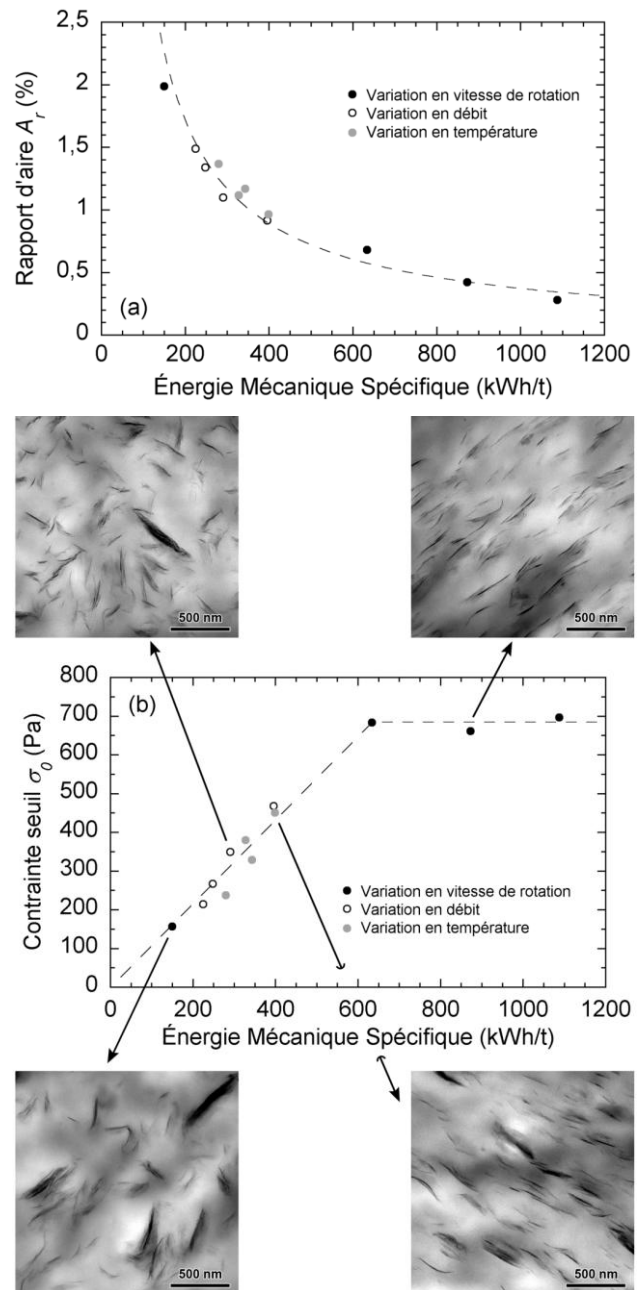 2,5
2
1,5
1
0,5
0
Rapport d'aire Ar (%)
Variation en vitesse de rotation
Variation en débit
Variation en température
(a)
0 200 400 600 800 1000 1200
Énergie Mécanique Spécifique (kWh/t)
500 nm
500 nm
800
700
600
500
400
300
200
100
0
Contrainte seuil σ0 (Pa)
(b)
Variation en vitesse de rotation
Variation en débit
Variation en température
0 200 400 600 800 1000 1200
Énergie Mécanique Spécifique (kWh/t)
500 nm
500 nm